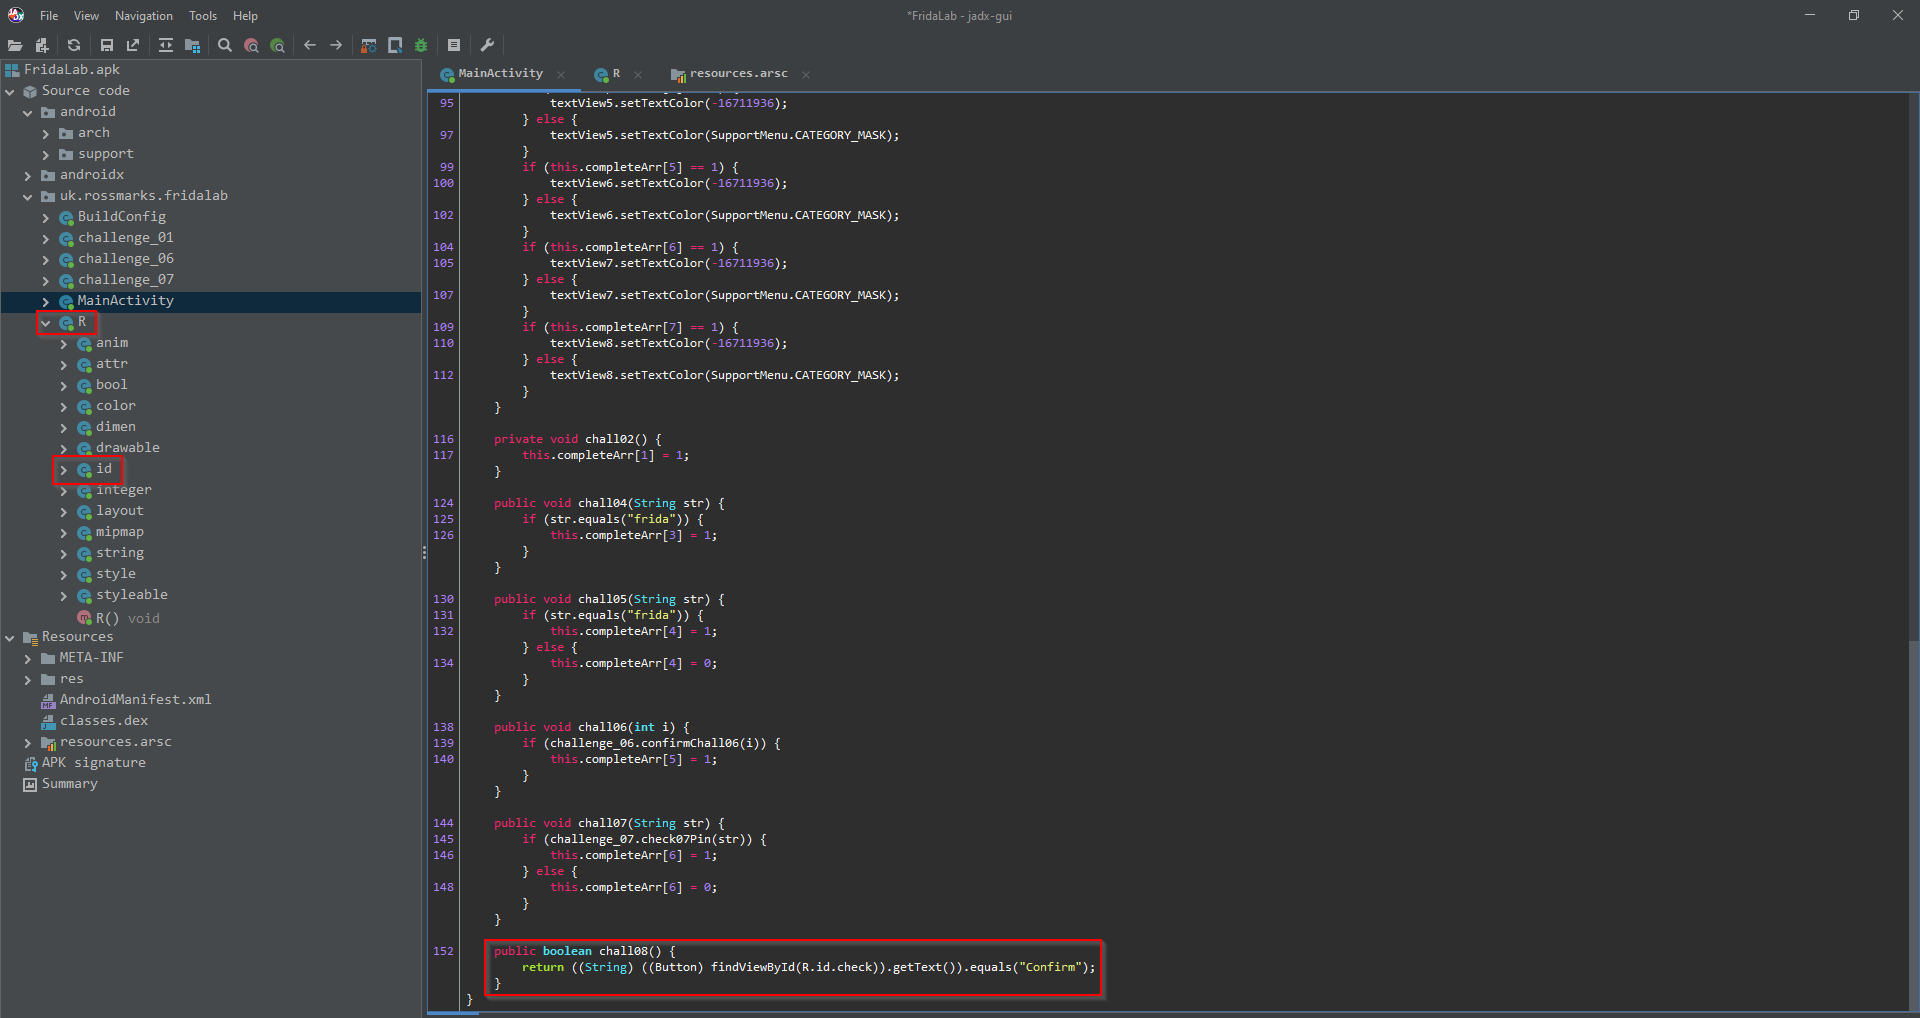 File View Navigation Tools Help
*FridaLab - jadx-gui
FridaLab.apk
Source code
android
arch
support
androidx
uk.rossmarks.fridalab
BuildConfig
challenge_01
challenge_06
challenge_07
MainActivity
R
anim
attr
bool
color
dimen
drawable
id
integer
layout
mipmap
string
style
styleable
R() void
Resources
META-INF
res
AndroidManifest.xml
classes.dex
resources.arsc
APK signature
Summary
MainActivity R resources.arsc
95 textView5.setTextColor(-16711936);
} else {
97 textView5.setTextColor(SupportMenu.CATEGORY_MASK);
}
99 if (this.completeArr[5] == 1) {
100 textView6.setTextColor(-16711936);
} else {
102 textView6.setTextColor(SupportMenu.CATEGORY_MASK);
}
104 if (this.completeArr[6] == 1) {
105 textView7.setTextColor(-16711936);
} else {
107 textView7.setTextColor(SupportMenu.CATEGORY_MASK);
}
109 if (this.completeArr[7] == 1) {
110 textView8.setTextColor(-16711936);
} else {
112 textView8.setTextColor(SupportMenu.CATEGORY_MASK);
}
}
116 private void chall02() {
117 this.completeArr[1] = 1;
}
124 public void chall04(String str) {
125 if (str.equals("frida")) {
126 this.completeArr[3] = 1;
}
}
130 public void chall05(String str) {
131 if (str.equals("frida")) {
132 this.completeArr[4] = 1;
} else {
134 this.completeArr[4] = 0;
}
}
138 public void chall06(int i) {
139 if (challenge_06.confirmChall06(i)) {
140 this.completeArr[5] = 1;
}
}
144 public void chall07(String str) {
145 if (challenge_07.check07Pin(str)) {
146 this.completeArr[6] = 1;
} else {
148 this.completeArr[6] = 0;
}
}
152 public boolean chall08() {
return ((String) ((Button) findViewById(R.id.check)).getText()).equals("Confirm");
}
}